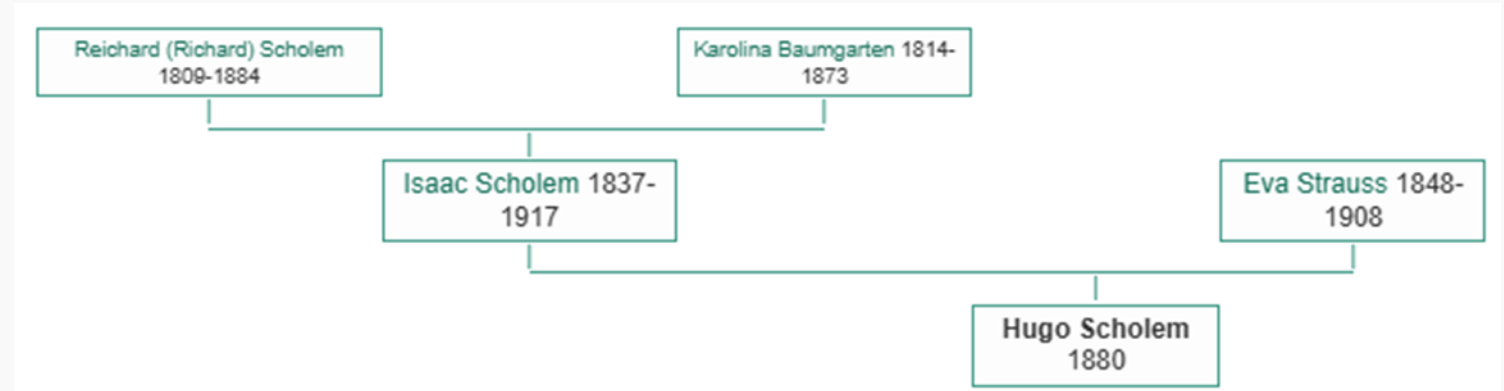 Reichard (Richard) Scholem
1809-1884
Karolina Baumgarten 1814-
1873
Isaac Scholem 1837-
1917
Eva Strauss 1848-
1908
Hugo Scholem
1880